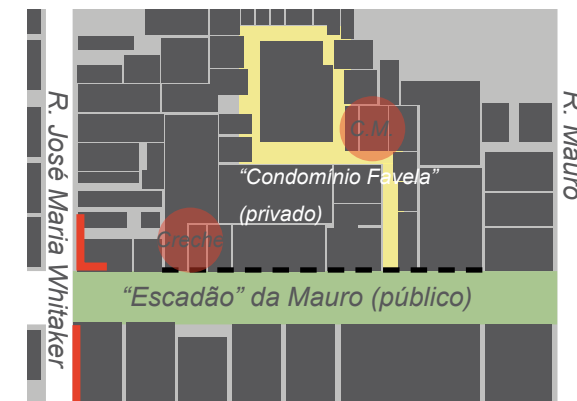 R. José Maria Whitaker
R. Mauro
C.M.
“Condomínio Favela”
(privado)
Creche
“Escadão” da Mauro (público)